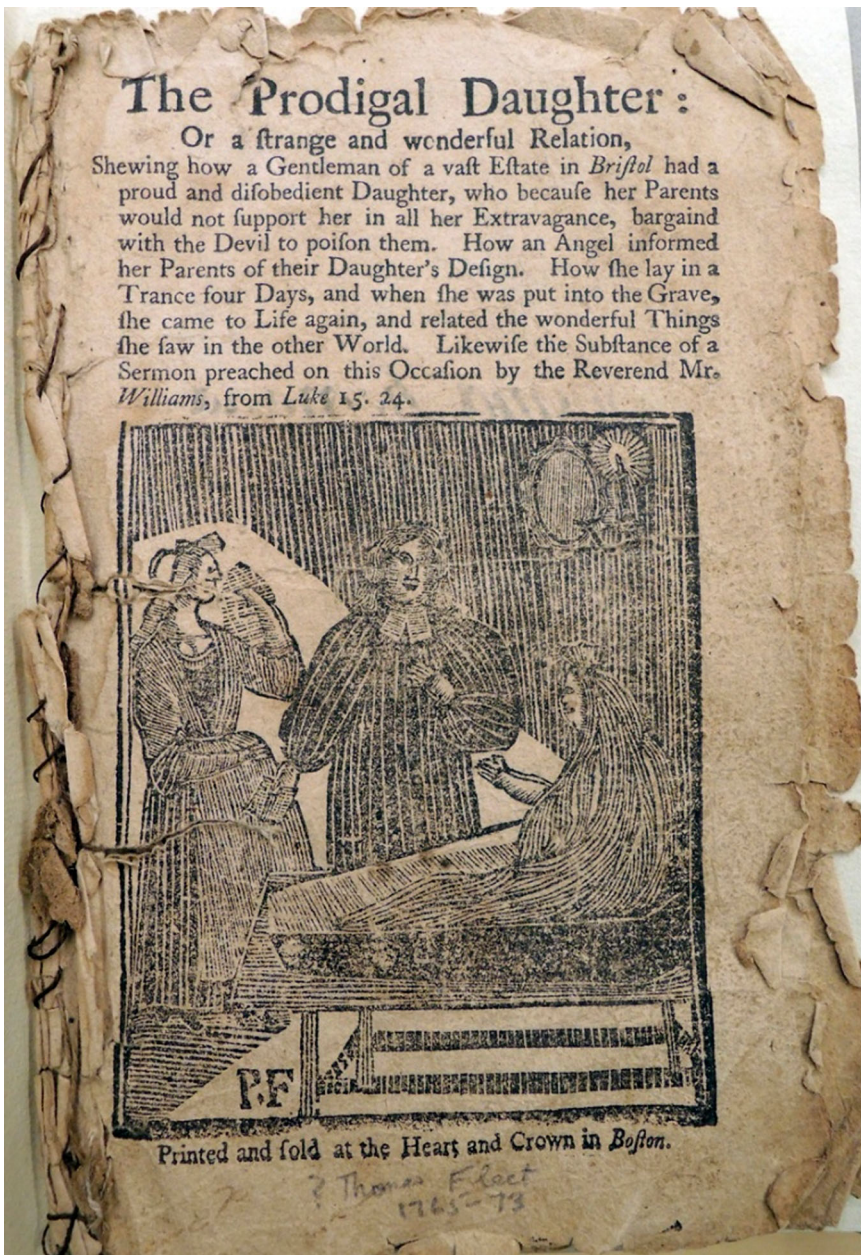 The Prodigal Daughter:
Or a ſtrange and wonderful Relation,
Shewing how a Gentleman of a vaſt Eſtate in Briſtol had a
proud and diſobedient Daughter, who becauſe her Parents
would not ſupport her in all her Extravagance, bargaind
with the Devil to poiſon them. How an Angel informed
her Parents of their Daughter's Deſign. How ſhe lay in a
Trance four Days, and when ſhe was put into the Grave,
ſhe came to Life again, and related the wonderful Things
ſhe ſaw in the other World. Likewiſe the Subſtance of a
Sermon preached on this Occaſion by the Reverend Mr.
Williams, from Luke 15. 24.
P.F
Printed and ſold at the Heart and Crown in Boſton.
? Thomas Fleet
1765-73